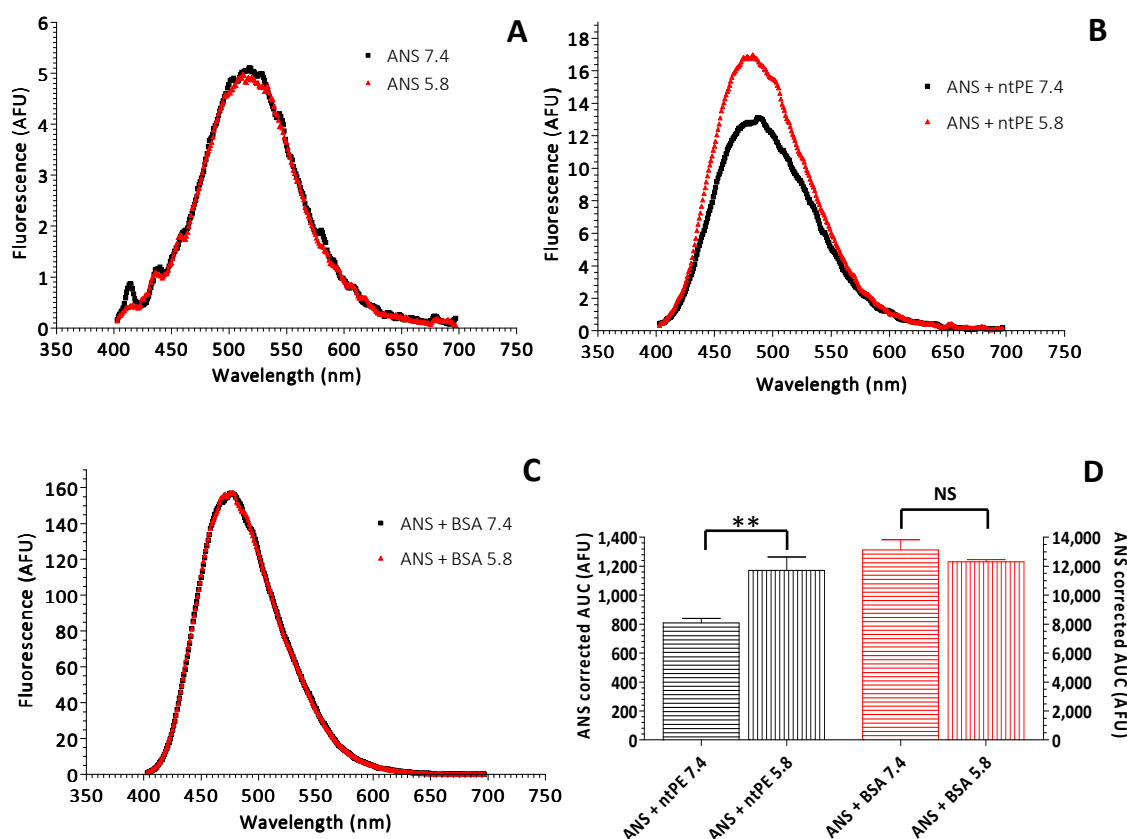 A
ANS 7.4
ANS 5.8
Fluorescence (AFU)
6
5
4
3
2
1
0
350 400 450 500 550 600 650 700 750
Wavelength (nm)
B
ANS + ntPE 7.4
ANS + ntPE 5.8
Fluorescence (AFU)
18
16
14
12
10
8
6
4
2
0
350 400 450 500 550 600 650 700 750
Wavelength (nm)
C
ANS + BSA 7.4
ANS + BSA 5.8
Fluorescence (AFU)
160
140
120
100
80
60
40
20
0
350 400 450 500 550 600 650 700 750
Wavelength (nm)
D
**
NS
ANS corrected AUC (AFU)
1,400
1,200
1,000
800
600
400
200
0
14,000
12,000
10,000
8,000
6,000
4,000
2,000
0
ANS corrected AUC
(AFU)
ANS + ntPE 7.4
ANS + ntPE 5.8
ANS + BSA 7.4
ANS + BSA 5.8